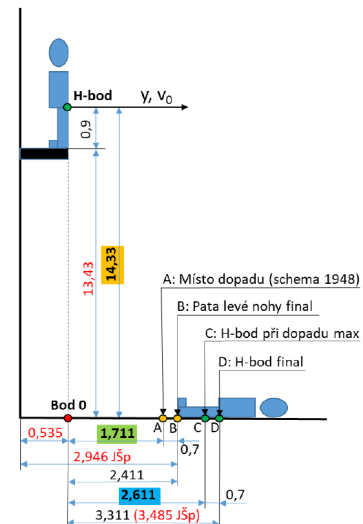 H-bod
y, v0
0,9
14,33
13,43
A: Místo dopadu (schema 1948)
B: Pata levé nohy final
C: H-bod při dopadu max
D: H-bod final
Bod 0
A B C D
0,535
1,711
0,7
2,946 JŠp
2,411
2,611
0,7
3,311 (3,485 JŠp)